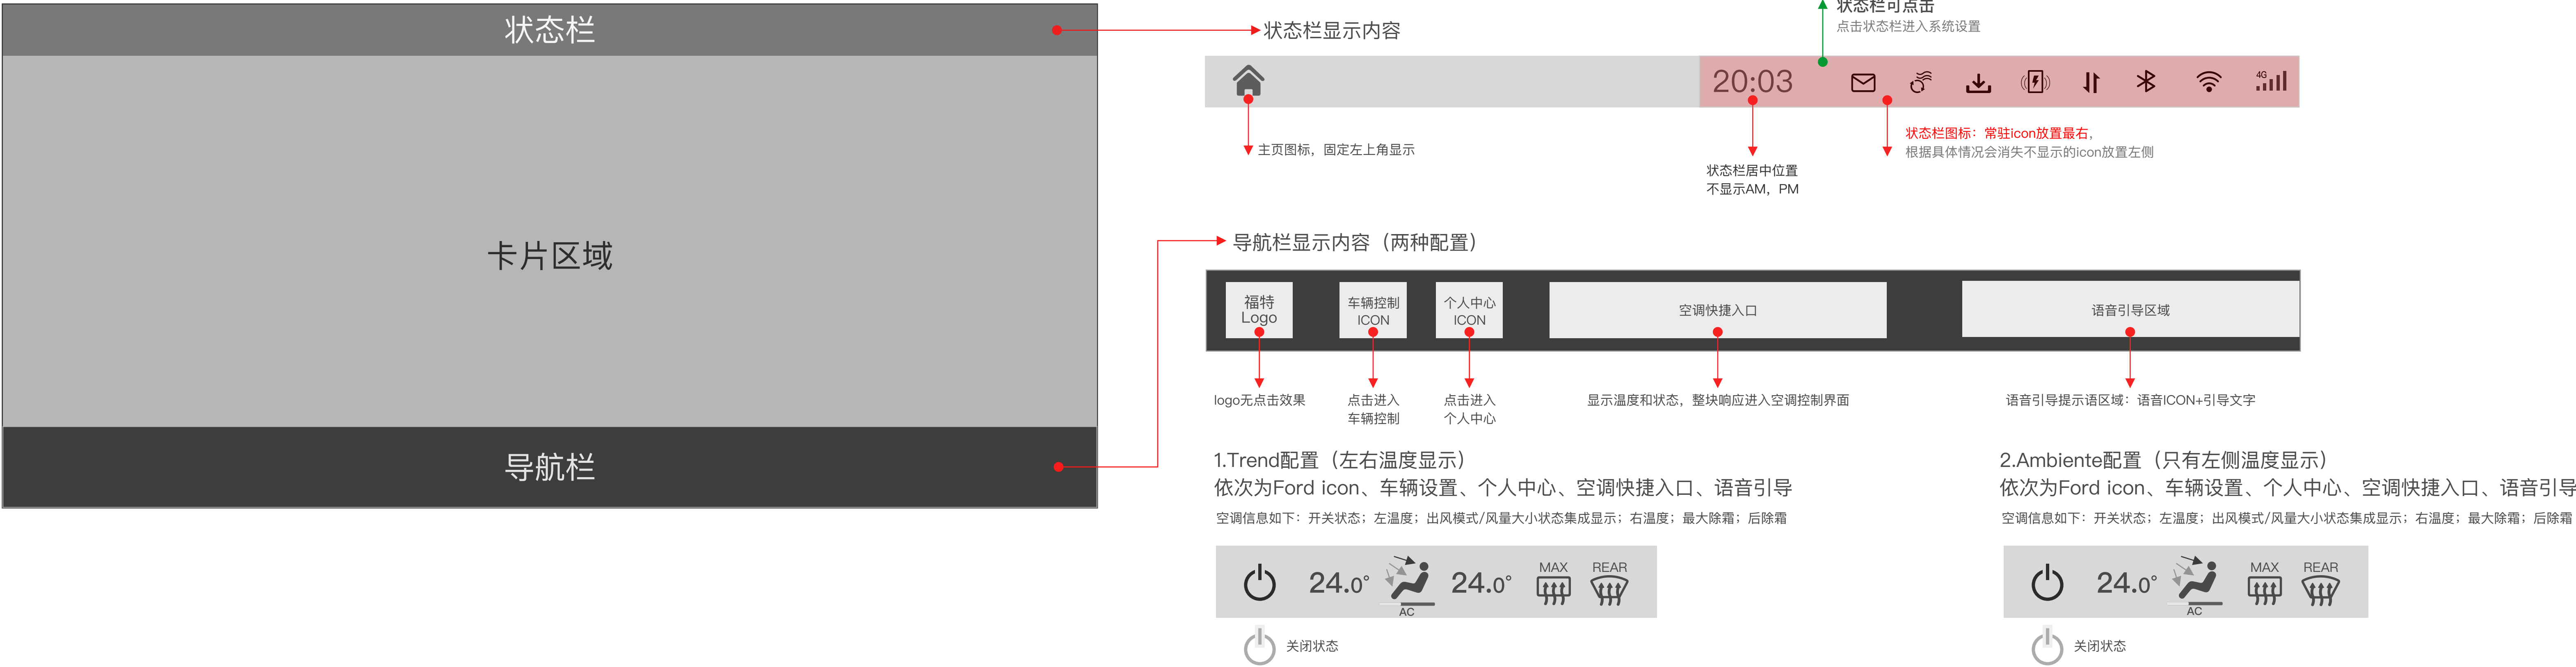 状态栏
卡片区域
导航栏
状态栏显示内容
状态栏可点击
点击状态栏进入系统设置
20:03
4G
主页图标，固定左上角显示
状态栏居中位置
不显示AM，PM
状态栏图标：常驻icon放置最右，
根据具体情况会消失不显示的icon放置左侧
导航栏显示内容（两种配置）
福特
Logo
车辆控制
ICON
个人中心
ICON
空调快捷入口
语音引导区域
logo无点击效果
点击进入
车辆控制
点击进入
个人中心
显示温度和状态，整块响应进入空调控制界面
语音引导提示语区域：语音ICON+引导文字
1.Trend配置（左右温度显示）
依次为Ford icon、车辆设置、个人中心、空调快捷入口、语音引导
空调信息如下：开关状态；左温度；出风模式/风量大小状态集成显示；右温度；最大除霜；后除霜
24.0°
AC
24.0°
MAX
REAR
关闭状态
2.Ambiente配置（只有左侧温度显示）
依次为Ford icon、车辆设置、个人中心、空调快捷入口、语音引导
空调信息如下：开关状态；左温度；出风模式/风量大小状态集成显示；右温度；最大除霜；后除霜
24.0°
AC
MAX
REAR
关闭状态